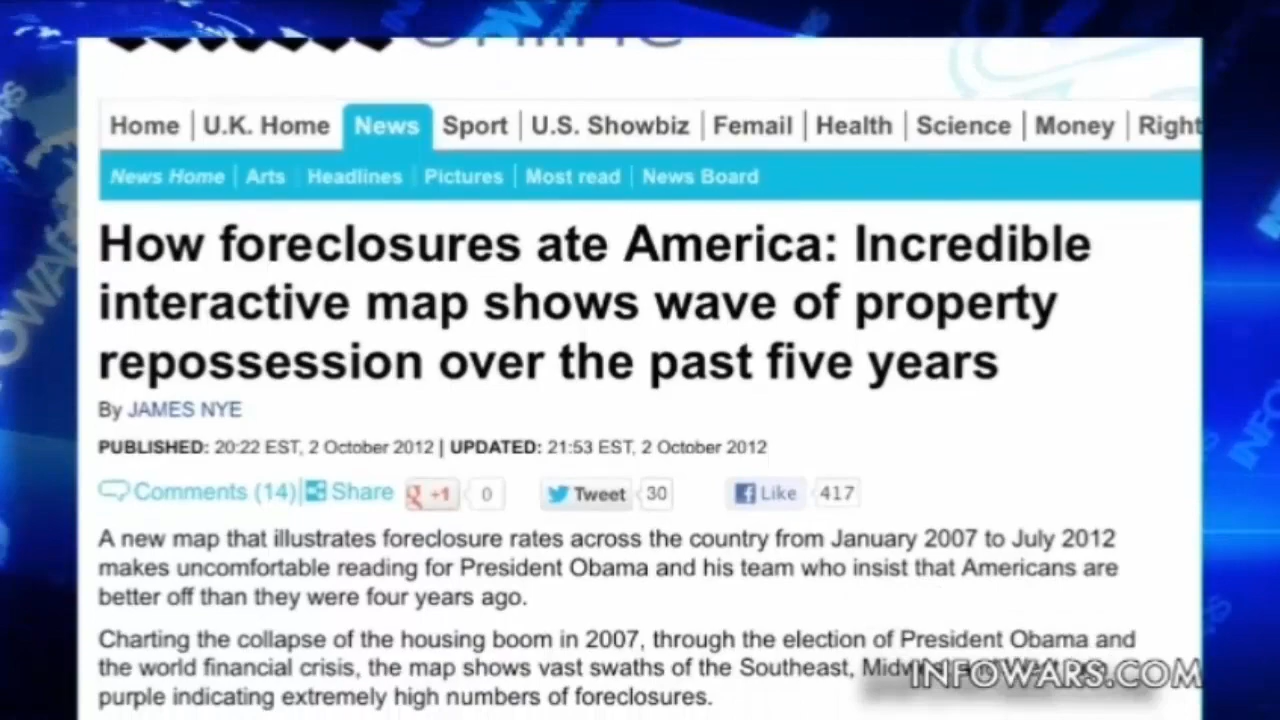 Home U.K. Home News Sport U.S. Showbiz Femail Health Science Money Right
News Home Arts Headlines Pictures Most read News Board
How foreclosures ate America: Incredible
interactive map shows wave of property
repossession over the past five years
By JAMES NYE
PUBLISHED: 20:22 EST, 2 October 2012 | UPDATED: 21:53 EST, 2 October 2012
Comments (14) Share +1 0 Tweet 30 Like 417
A new map that illustrates foreclosure rates across the country from January 2007 to July 2012
makes uncomfortable reading for President Obama and his team who insist that Americans are
better off than they were four years ago.
Charting the collapse of the housing boom in 2007, through the election of President Obama and
the world financial crisis, the map shows vast swaths of the Southeast,
purple indicating extremely high numbers of foreclosures.
INFOWARS.COM